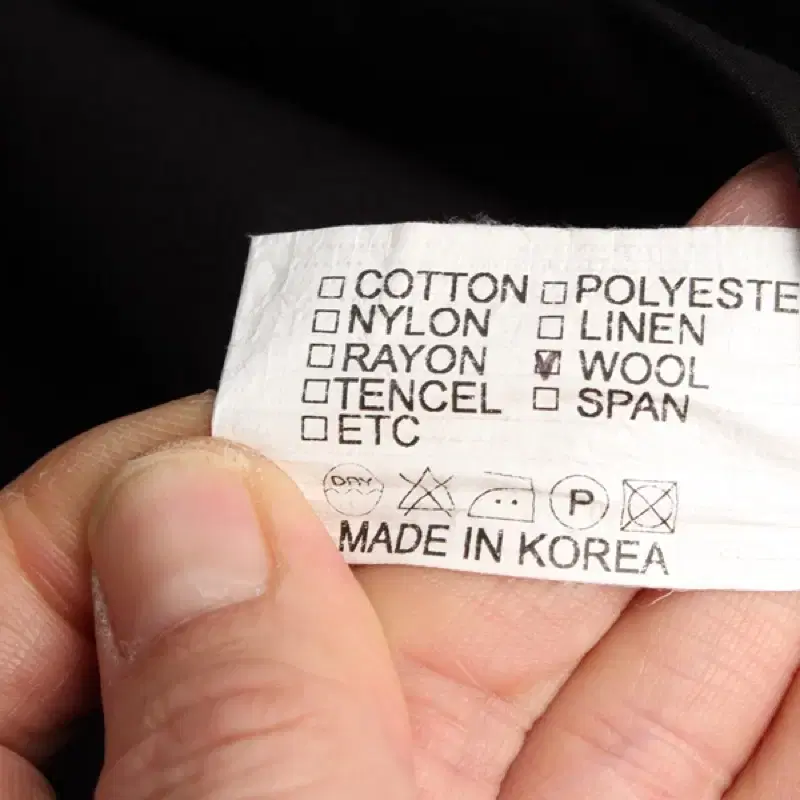 ☐ COTTON ☐ POLYESTE
☐ NYLON ☐ LINEN
☐ RAYON ☑ WOOL
☐ TENCEL ☐ SPAN
☐ ETC
DRY P
MADE IN KOREA